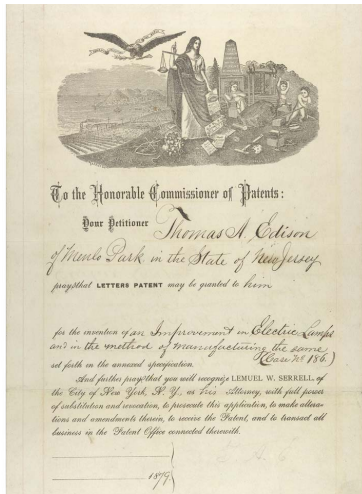 To the Honorable Commissioner of Patents:
Your Petitioner Thomas A. Edison
of Menlo Park in the State of New Jersey
prays that LETTERS PATENT may be granted to him
for the invention of an Improvement in Electric Lamps
and in the method of manufacturing the same
(Case No 186.)
set forth in the annexed specification.
And further prays that you will recognize LEMUEL W. SERRELL, of
the City of New York, N. Y., as his Attorney, with full power
of substitution and revocation, to prosecute this application, to make altera-
tions and amendments therein, to receive the Patent, and to transact all
business in the Patent Office connected therewith.
1879